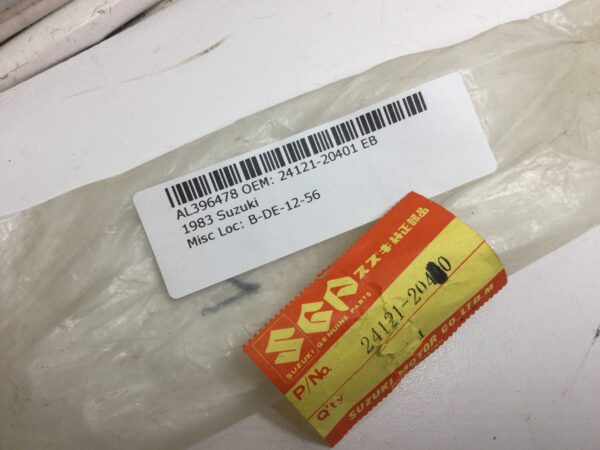 AL396478 OEM: 24121-20401 EB
1983 Suzuki
Misc Loc: B-DE-12-56
SGP スズキ純正部品
SUZUKI GENUINE PARTS
P/No. 24121-20400
Q'ty 1
SUZUKI MOTOR CO.,LTD.